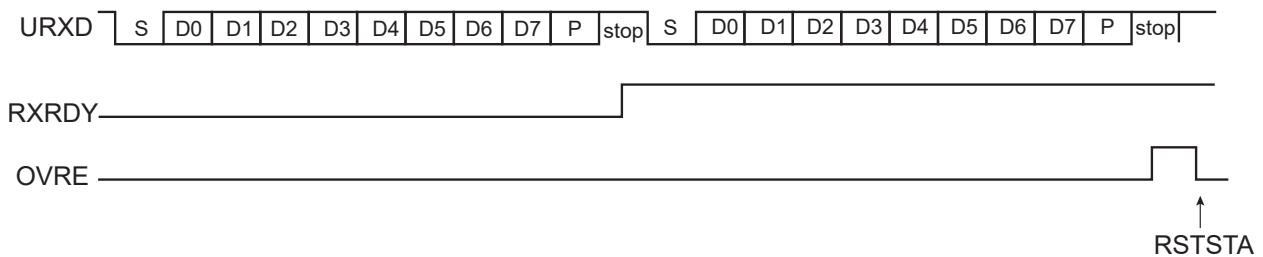 URXD S D0 D1 D2 D3 D4 D5 D6 D7 P stop S D0 D1 D2 D3 D4 D5 D6 D7 P stop
RXRDY
OVRE
RSTSTA